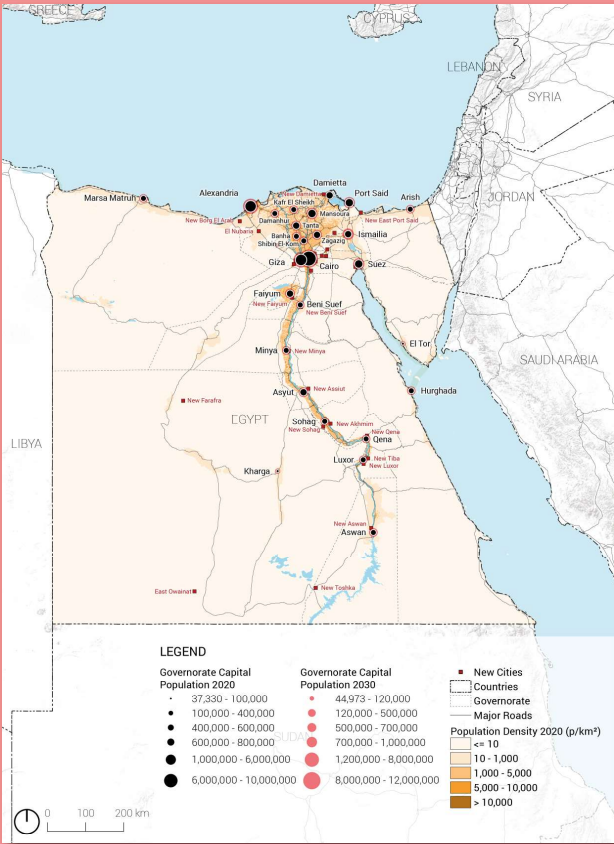 GREECE
CYPRUS
LEBANON
SYRIA
JORDAN
SAUDI ARABIA
LIBYA
EGYPT
SUDAN
Marsa Matruh
Alexandria
New Borg El Arab
El Nubaria
Damanhur
Kafr El Sheikh
New Damietta
Damietta
Port Said
New East Port Said
Arish
Mansoura
Tanta
Banha
Shibin El-Kom
Zagazig
Ismailia
Giza
Cairo
Suez
Faiyum
New Faiyum
Beni Suef
New Beni Suef
Minya
New Minya
El Tor
Hurghada
Asyut
New Assiut
New Farafra
Sohag
New Sohag
New Akhmim
New Qena
Qena
Luxor
New Tiba
New Luxor
Kharga
New Aswan
Aswan
East Owainat
New Toshka
LEGEND
Governorate Capital
Population 2020
37,330 - 100,000
100,000 - 400,000
400,000 - 600,000
600,000 - 800,000
1,000,000 - 6,000,000
6,000,000 - 10,000,000
Governorate Capital
Population 2030
44,973 - 120,000
120,000 - 500,000
500,000 - 700,000
700,000 - 1,000,000
1,200,000 - 8,000,000
8,000,000 - 12,000,000
New Cities
Countries
Governorate
Major Roads
Population Density 2020 (p/km²)
<= 10
10 - 1,000
1,000 - 5,000
5,000 - 10,000
> 10,000
0 100 200 km